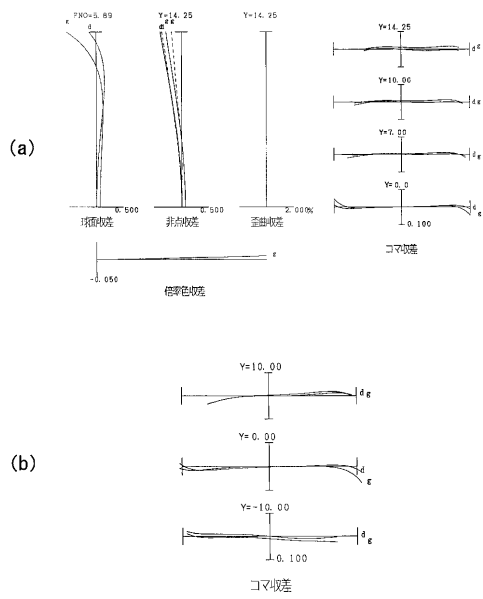 (a)
FNO=5.89
g
d
0.500
球面収差
Y=14.25
d g g
0.500
非点収差
Y=14.25
2.000%
歪曲収差
g
-0.050
倍率色収差
Y=14.25
d g
Y=10.06
d g
Y=7.00
d g
Y=0.0
d
g
0.100
コマ収差
(b)
Y=10.00
d g
Y=0.00
d
g
Y=-10.00
d g
0.100
コマ収差